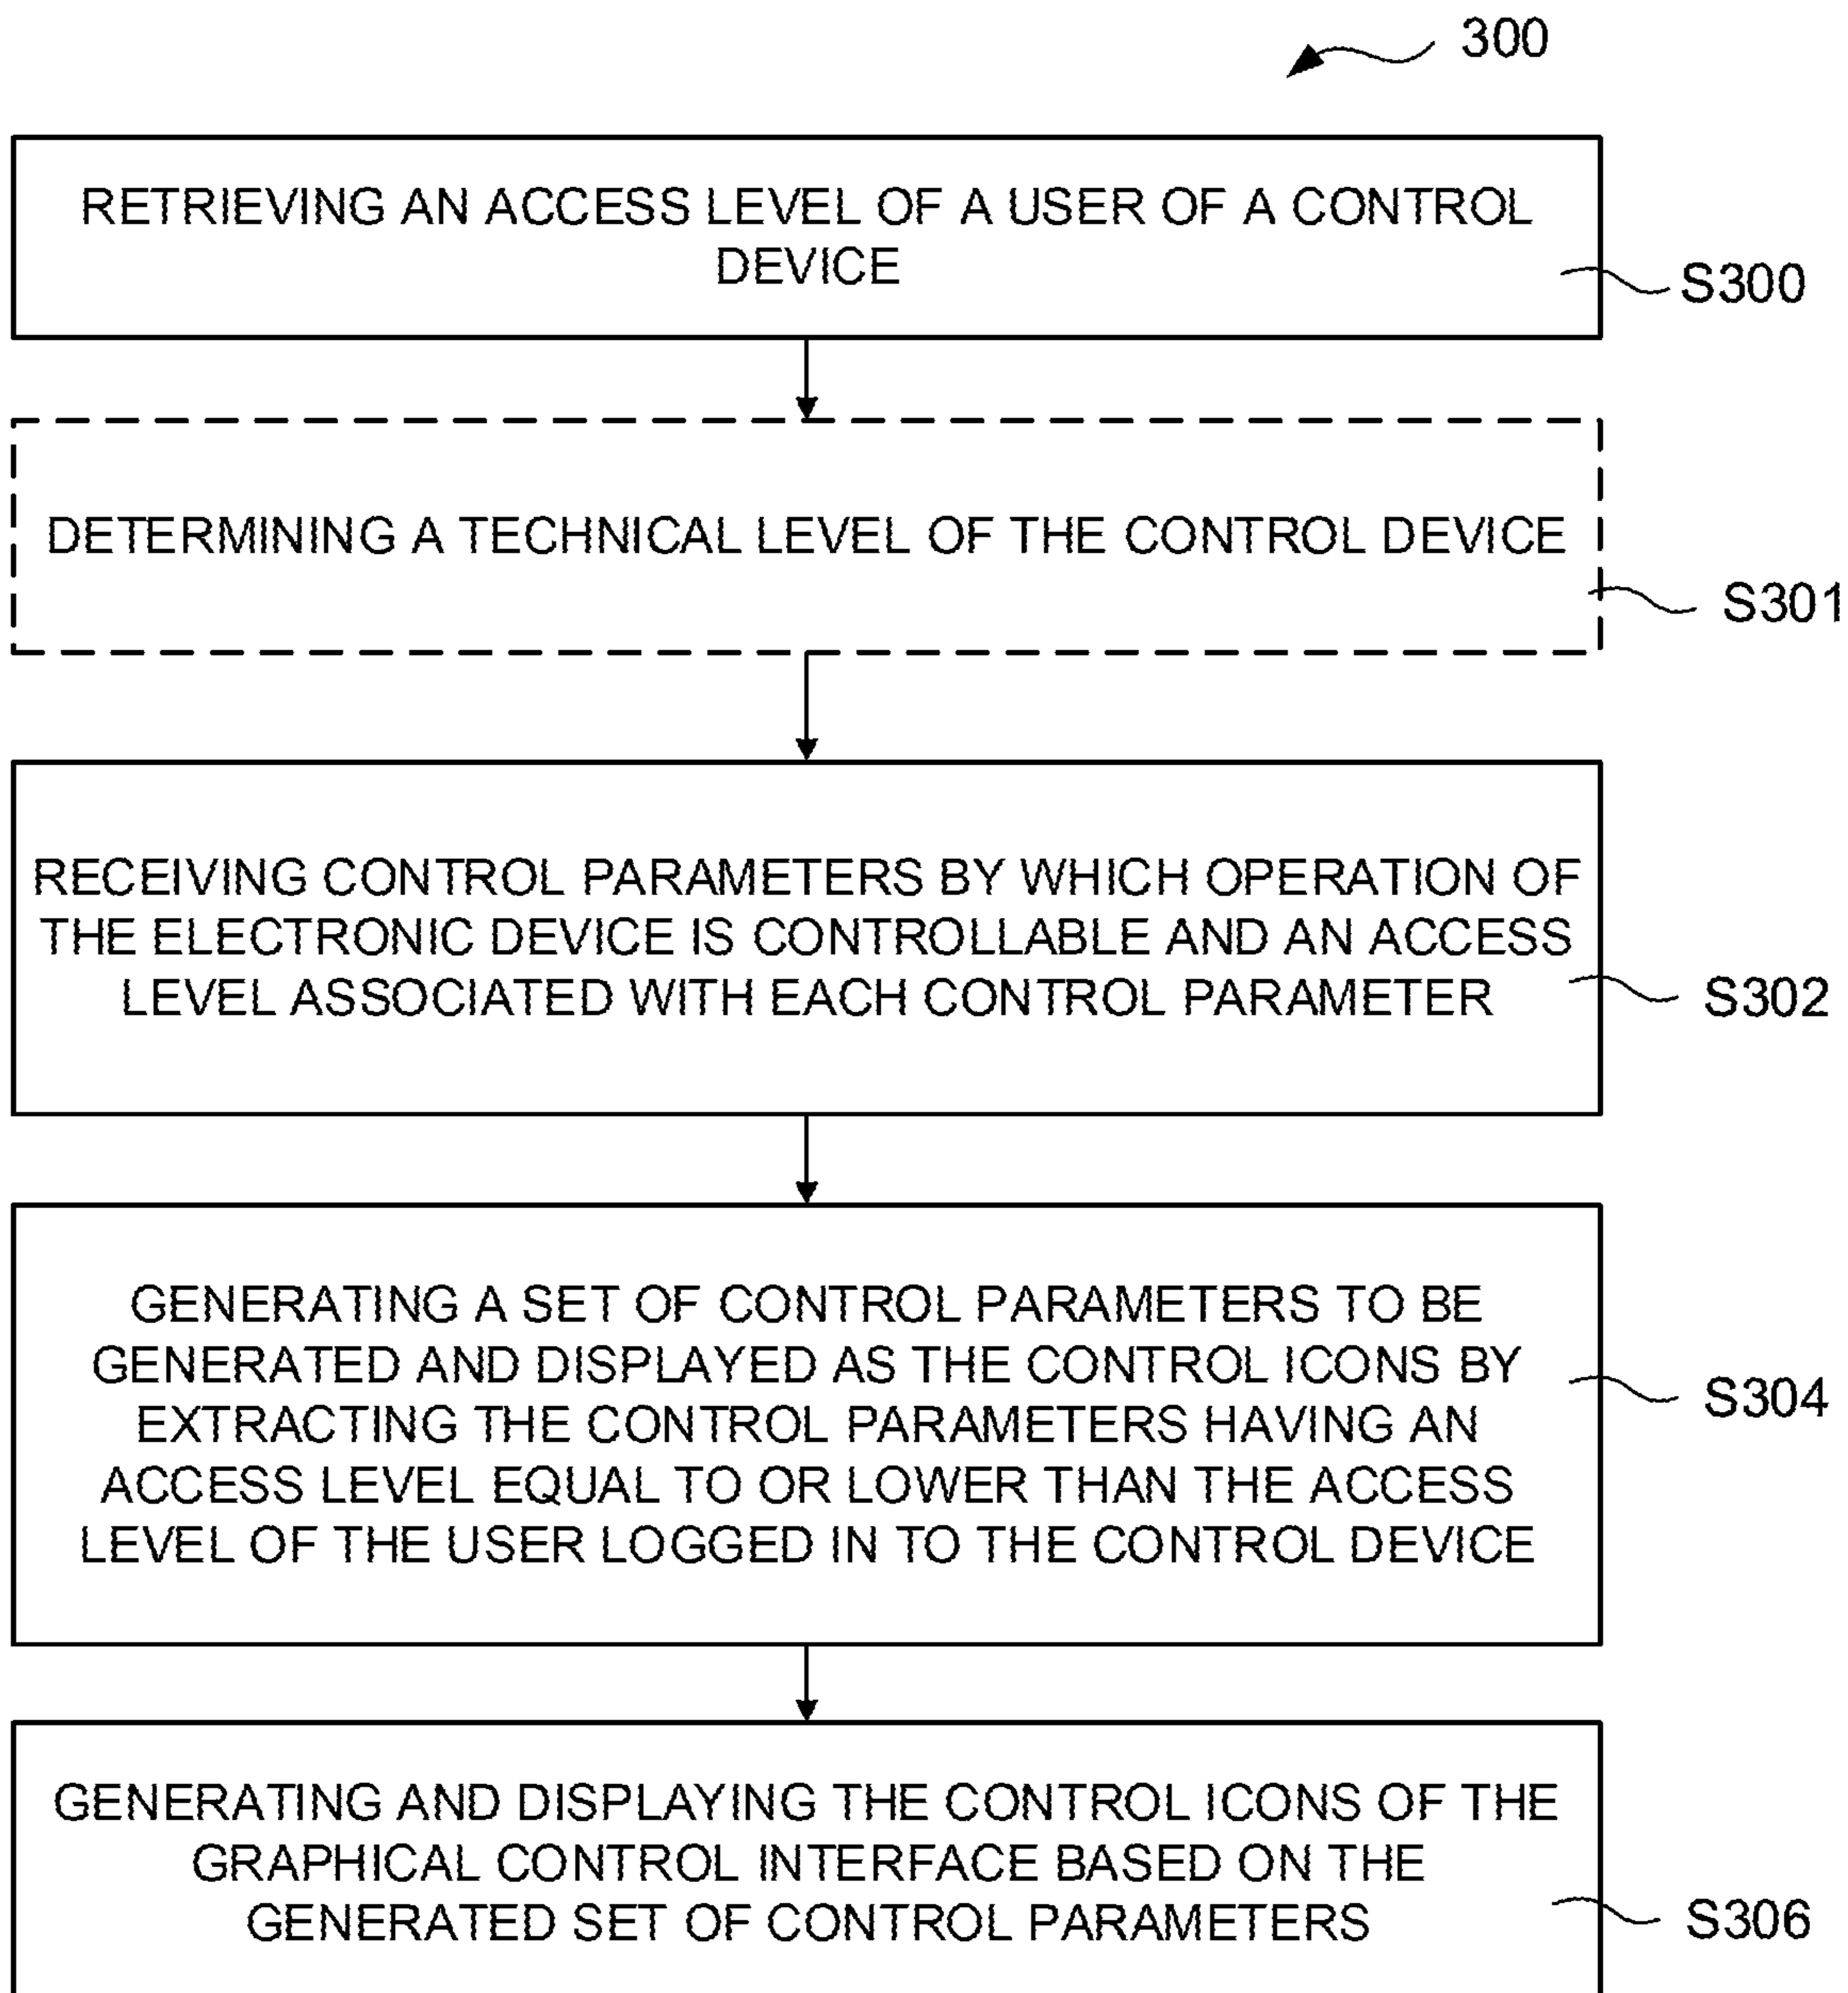 300
RETRIEVING AN ACCESS LEVEL OF A USER OF A CONTROL
DEVICE
S300
DETERMINING A TECHNICAL LEVEL OF THE CONTROL DEVICE
S301
RECEIVING CONTROL PARAMETERS BY WHICH OPERATION OF
THE ELECTRONIC DEVICE IS CONTROLLABLE AND AN ACCESS
LEVEL ASSOCIATED WITH EACH CONTROL PARAMETER
S302
GENERATING A SET OF CONTROL PARAMETERS TO BE
GENERATED AND DISPLAYED AS THE CONTROL ICONS BY
EXTRACTING THE CONTROL PARAMETERS HAVING AN
ACCESS LEVEL EQUAL TO OR LOWER THAN THE ACCESS
LEVEL OF THE USER LOGGED IN TO THE CONTROL DEVICE
S304
GENERATING AND DISPLAYING THE CONTROL ICONS OF THE
GRAPHICAL CONTROL INTERFACE BASED ON THE
GENERATED SET OF CONTROL PARAMETERS
S306